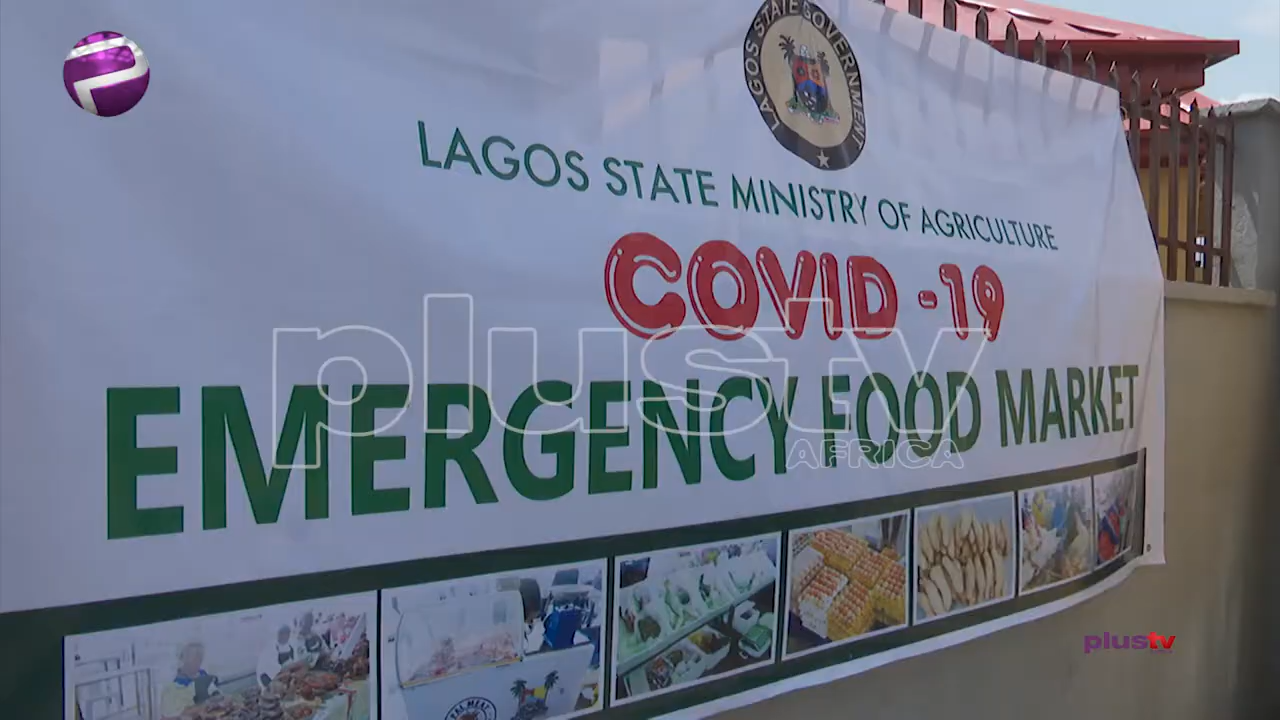 LAGOS STATE GOVERNMENT
LAGOS STATE MINISTRY OF AGRICULTURE
COVID -19
plustv
AFRICA
EMERGENCY FOOD MARKET
plustv